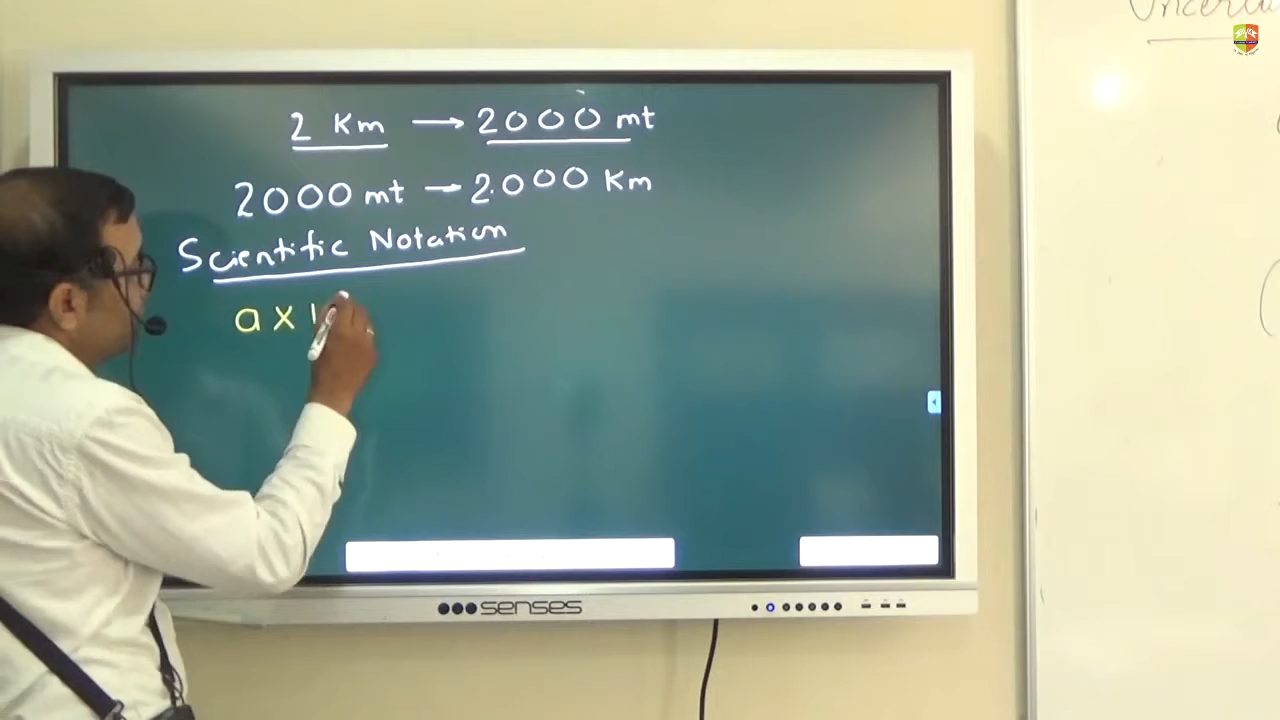 2 Km → 2000 mt
2000 mt → 2.000 Km
Scientific Notation
a x 1
senses